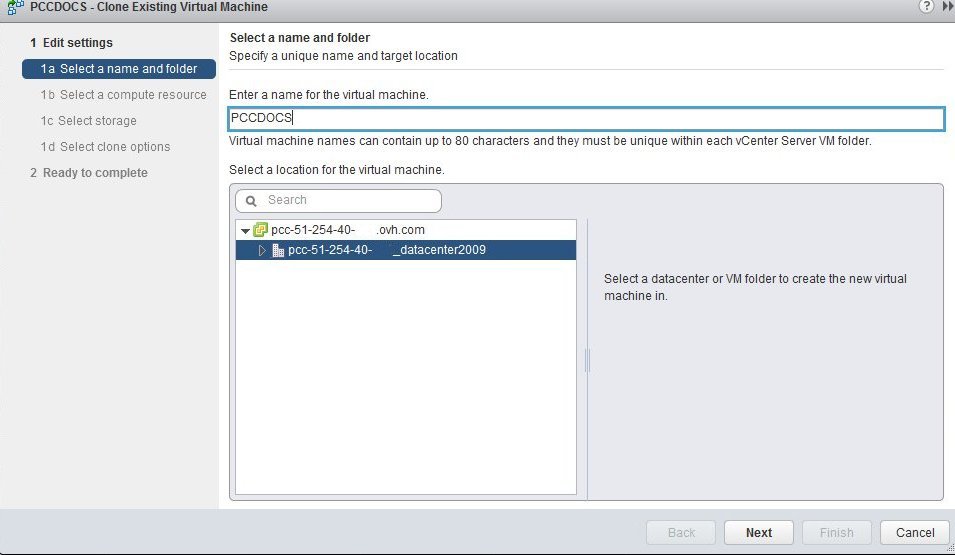 PCCDOCS - Clone Existing Virtual Machine
?
1 Edit settings
1a Select a name and folder
1b Select a compute resource
1c Select storage
1d Select clone options
2 Ready to complete
Select a name and folder
Specify a unique name and target location
Enter a name for the virtual machine.
PCCDOCS
Virtual machine names can contain up to 80 characters and they must be unique within each vCenter Server VM folder.
Select a location for the virtual machine.
Search
pcc-51-254-40- .ovh.com
pcc-51-254-40- _datacenter2009
Select a datacenter or VM folder to create the new virtual
machine in.
Back
Next
Finish
Cancel